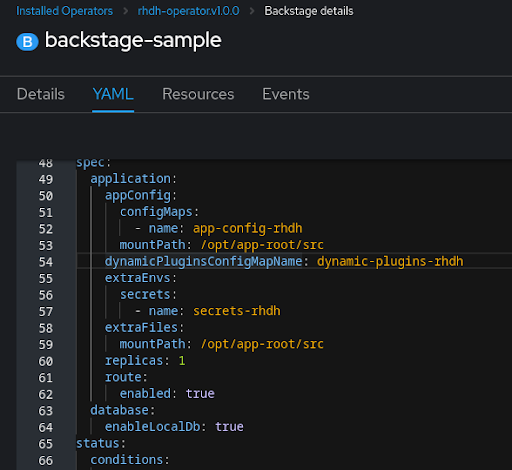 Installed Operators > rhdh-operator.v1.0.0 > Backstage details
B backstage-sample
Details YAML Resources Events
48 spec:
49   application:
50     appConfig:
51       configMaps:
52         - name: app-config-rhdh
53       mountPath: /opt/app-root/src
54     dynamicPluginsConfigMapName: dynamic-plugins-rhdh
55     extraEnvs:
56       secrets:
57         - name: secrets-rhdh
58     extraFiles:
59       mountPath: /opt/app-root/src
60     replicas: 1
61     route:
62       enabled: true
63   database:
64     enableLocalDb: true
65 status:
66   conditions: